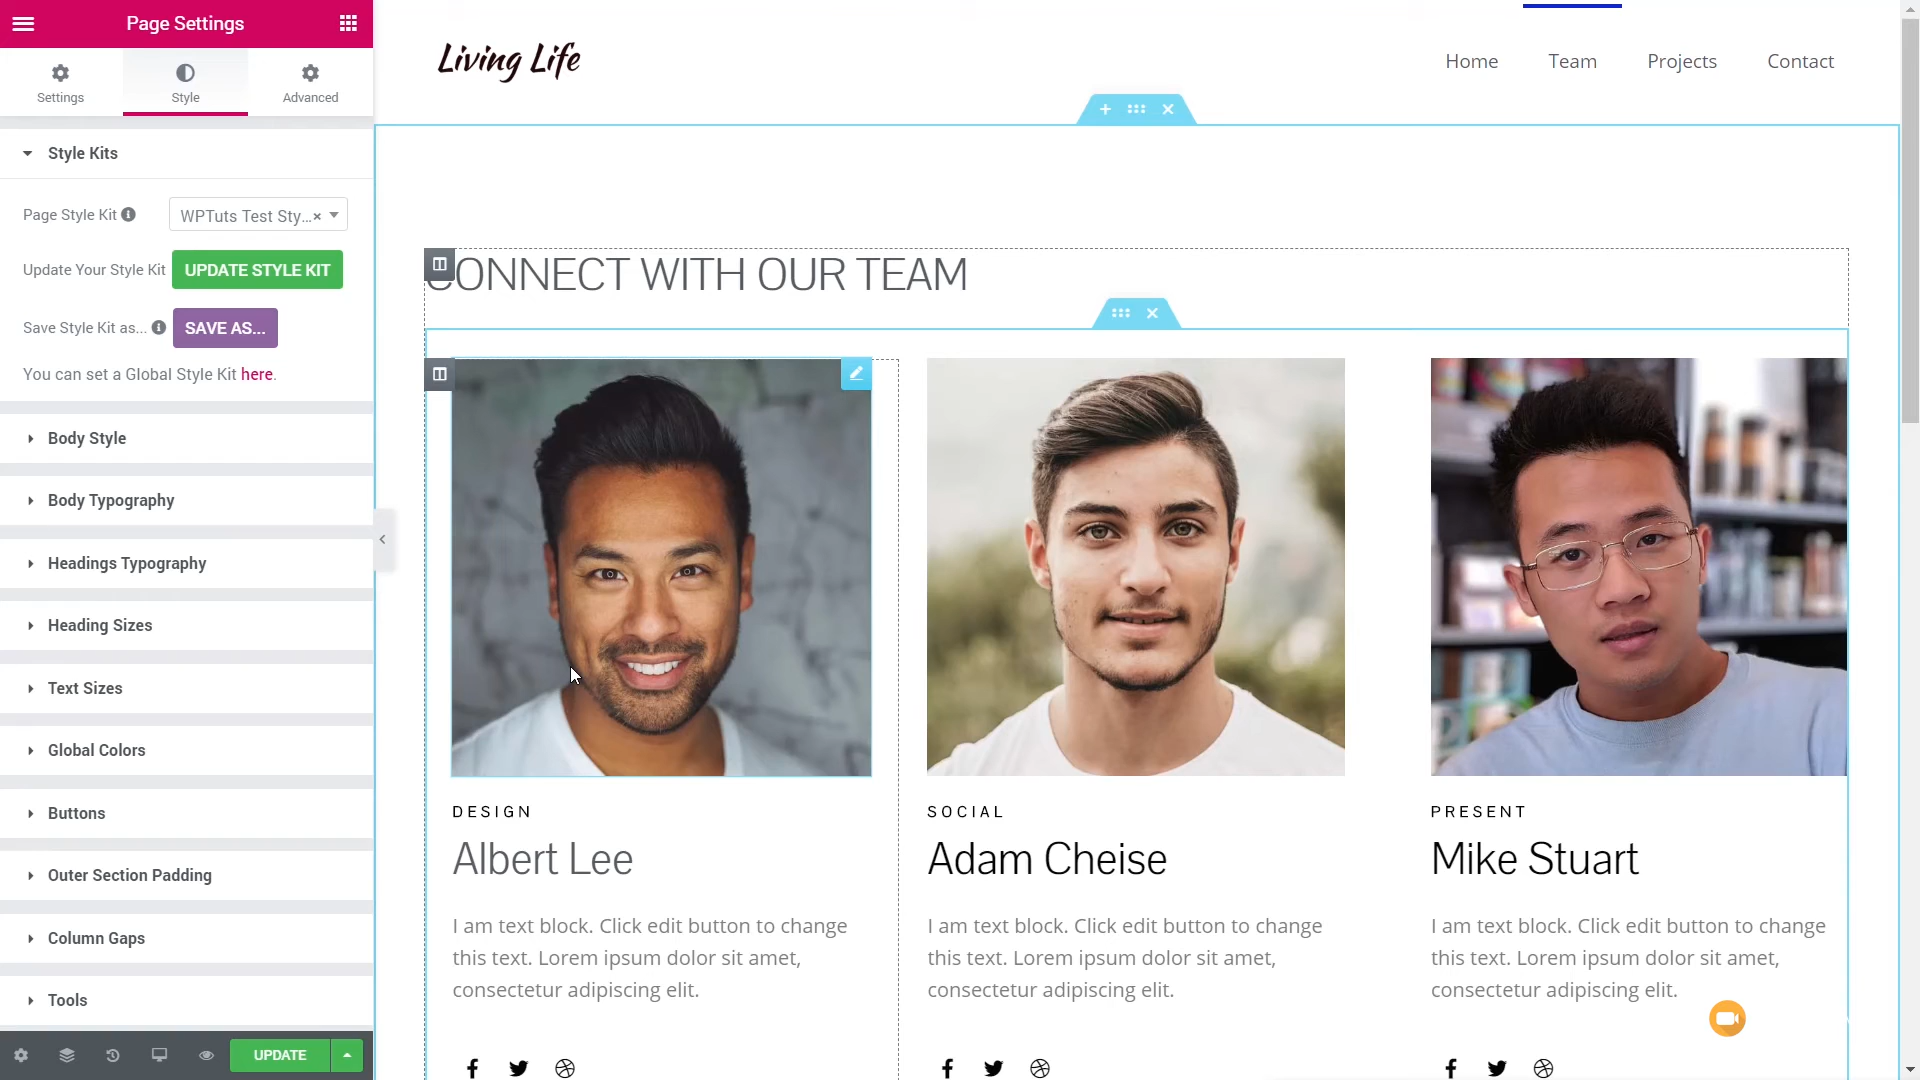 Page Settings
Settings
Style
Advanced
Style Kits
Page Style Kit
WPTuts Test Sty...×
Update Your Style Kit
UPDATE STYLE KIT
Save Style Kit as...
SAVE AS...
You can set a Global Style Kit here.
Body Style
Body Typography
Headings Typography
Heading Sizes
Text Sizes
Global Colors
Buttons
Outer Section Padding
Column Gaps
Tools
UPDATE
Living Life
Home
Team
Projects
Contact
CONNECT WITH OUR TEAM
DESIGN
Albert Lee
I am text block. Click edit button to change
this text. Lorem ipsum dolor sit amet,
consectetur adipiscing elit.
SOCIAL
Adam Cheise
I am text block. Click edit button to change
this text. Lorem ipsum dolor sit amet,
consectetur adipiscing elit.
PRESENT
Mike Stuart
I am text block. Click edit button to change
this text. Lorem ipsum dolor sit amet,
consectetur adipiscing elit.